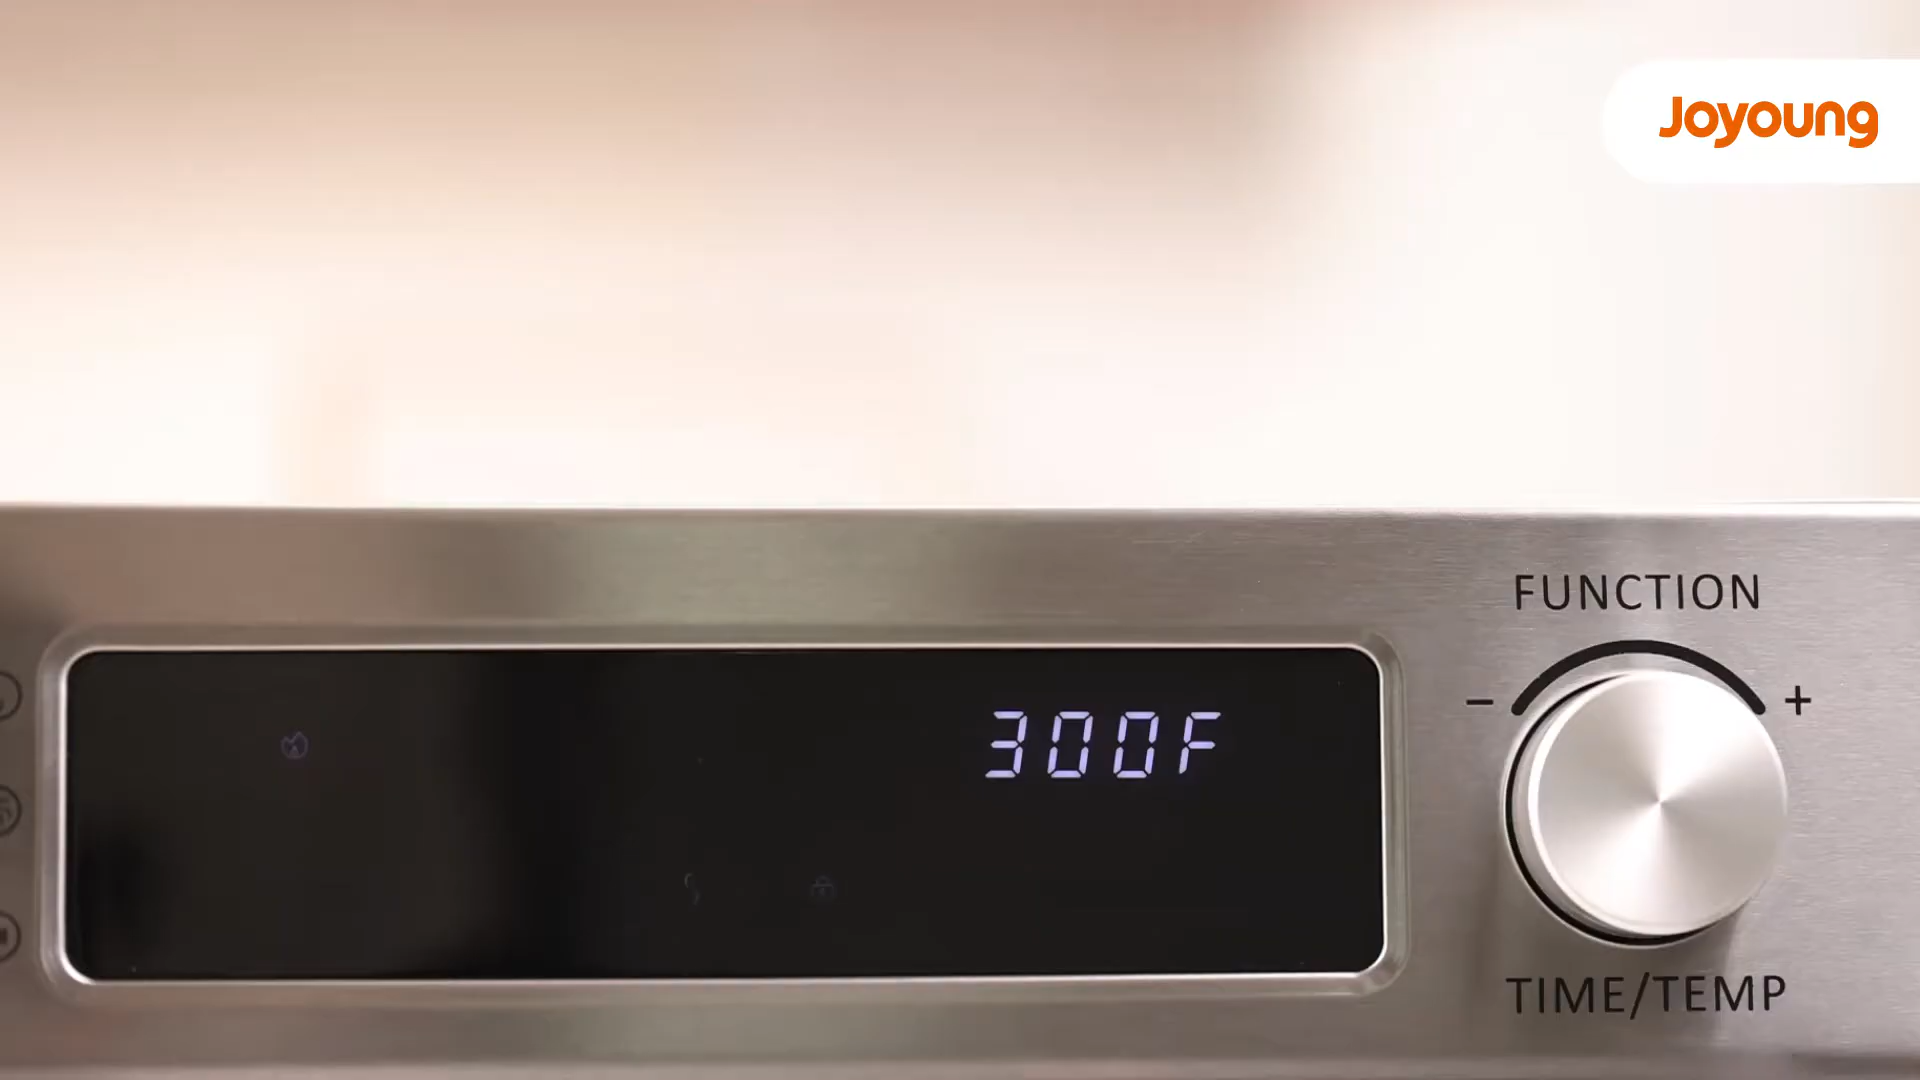 Joyoung
FUNCTION
- +
300F
TIME/TEMP